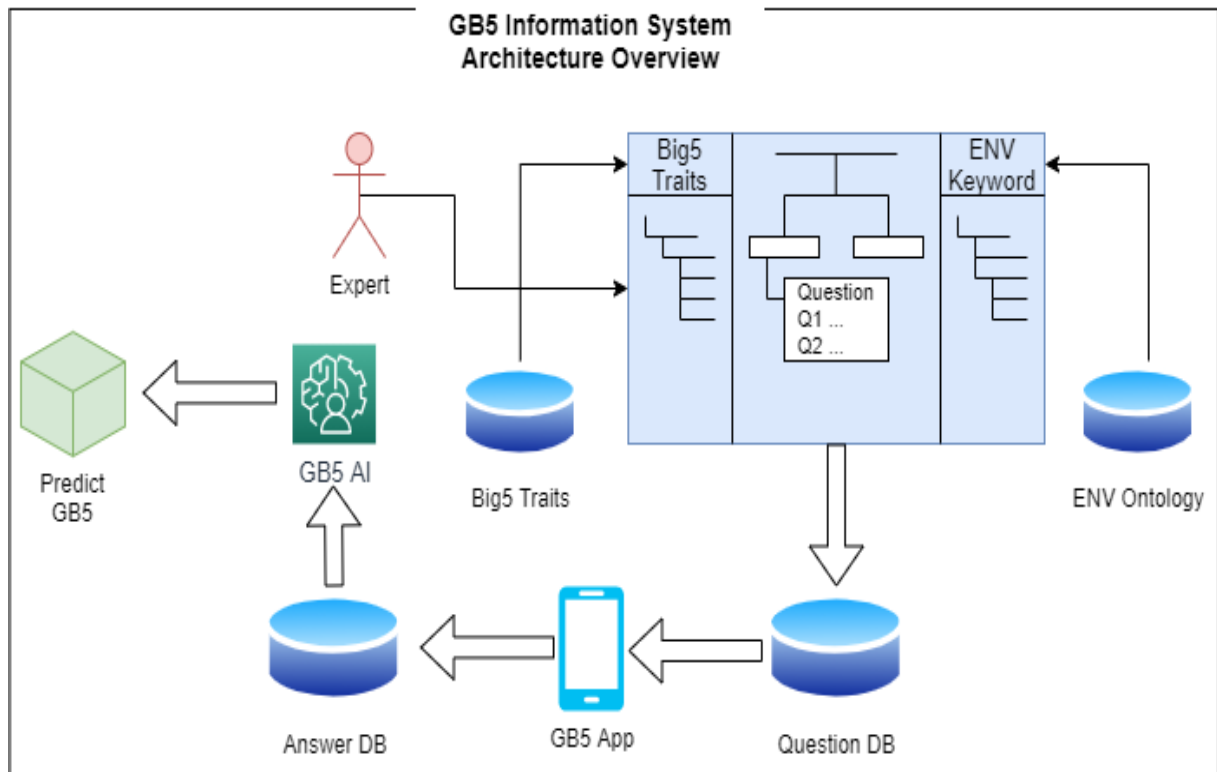 GB5 Information System
Architecture Overview
Big5
Traits
ENV
Keyword
Expert
Question
Q1 ...
Q2 ...
Predict
GB5
GB5 AI
Big5 Traits
ENV Ontology
Answer DB
GB5 App
Question DB